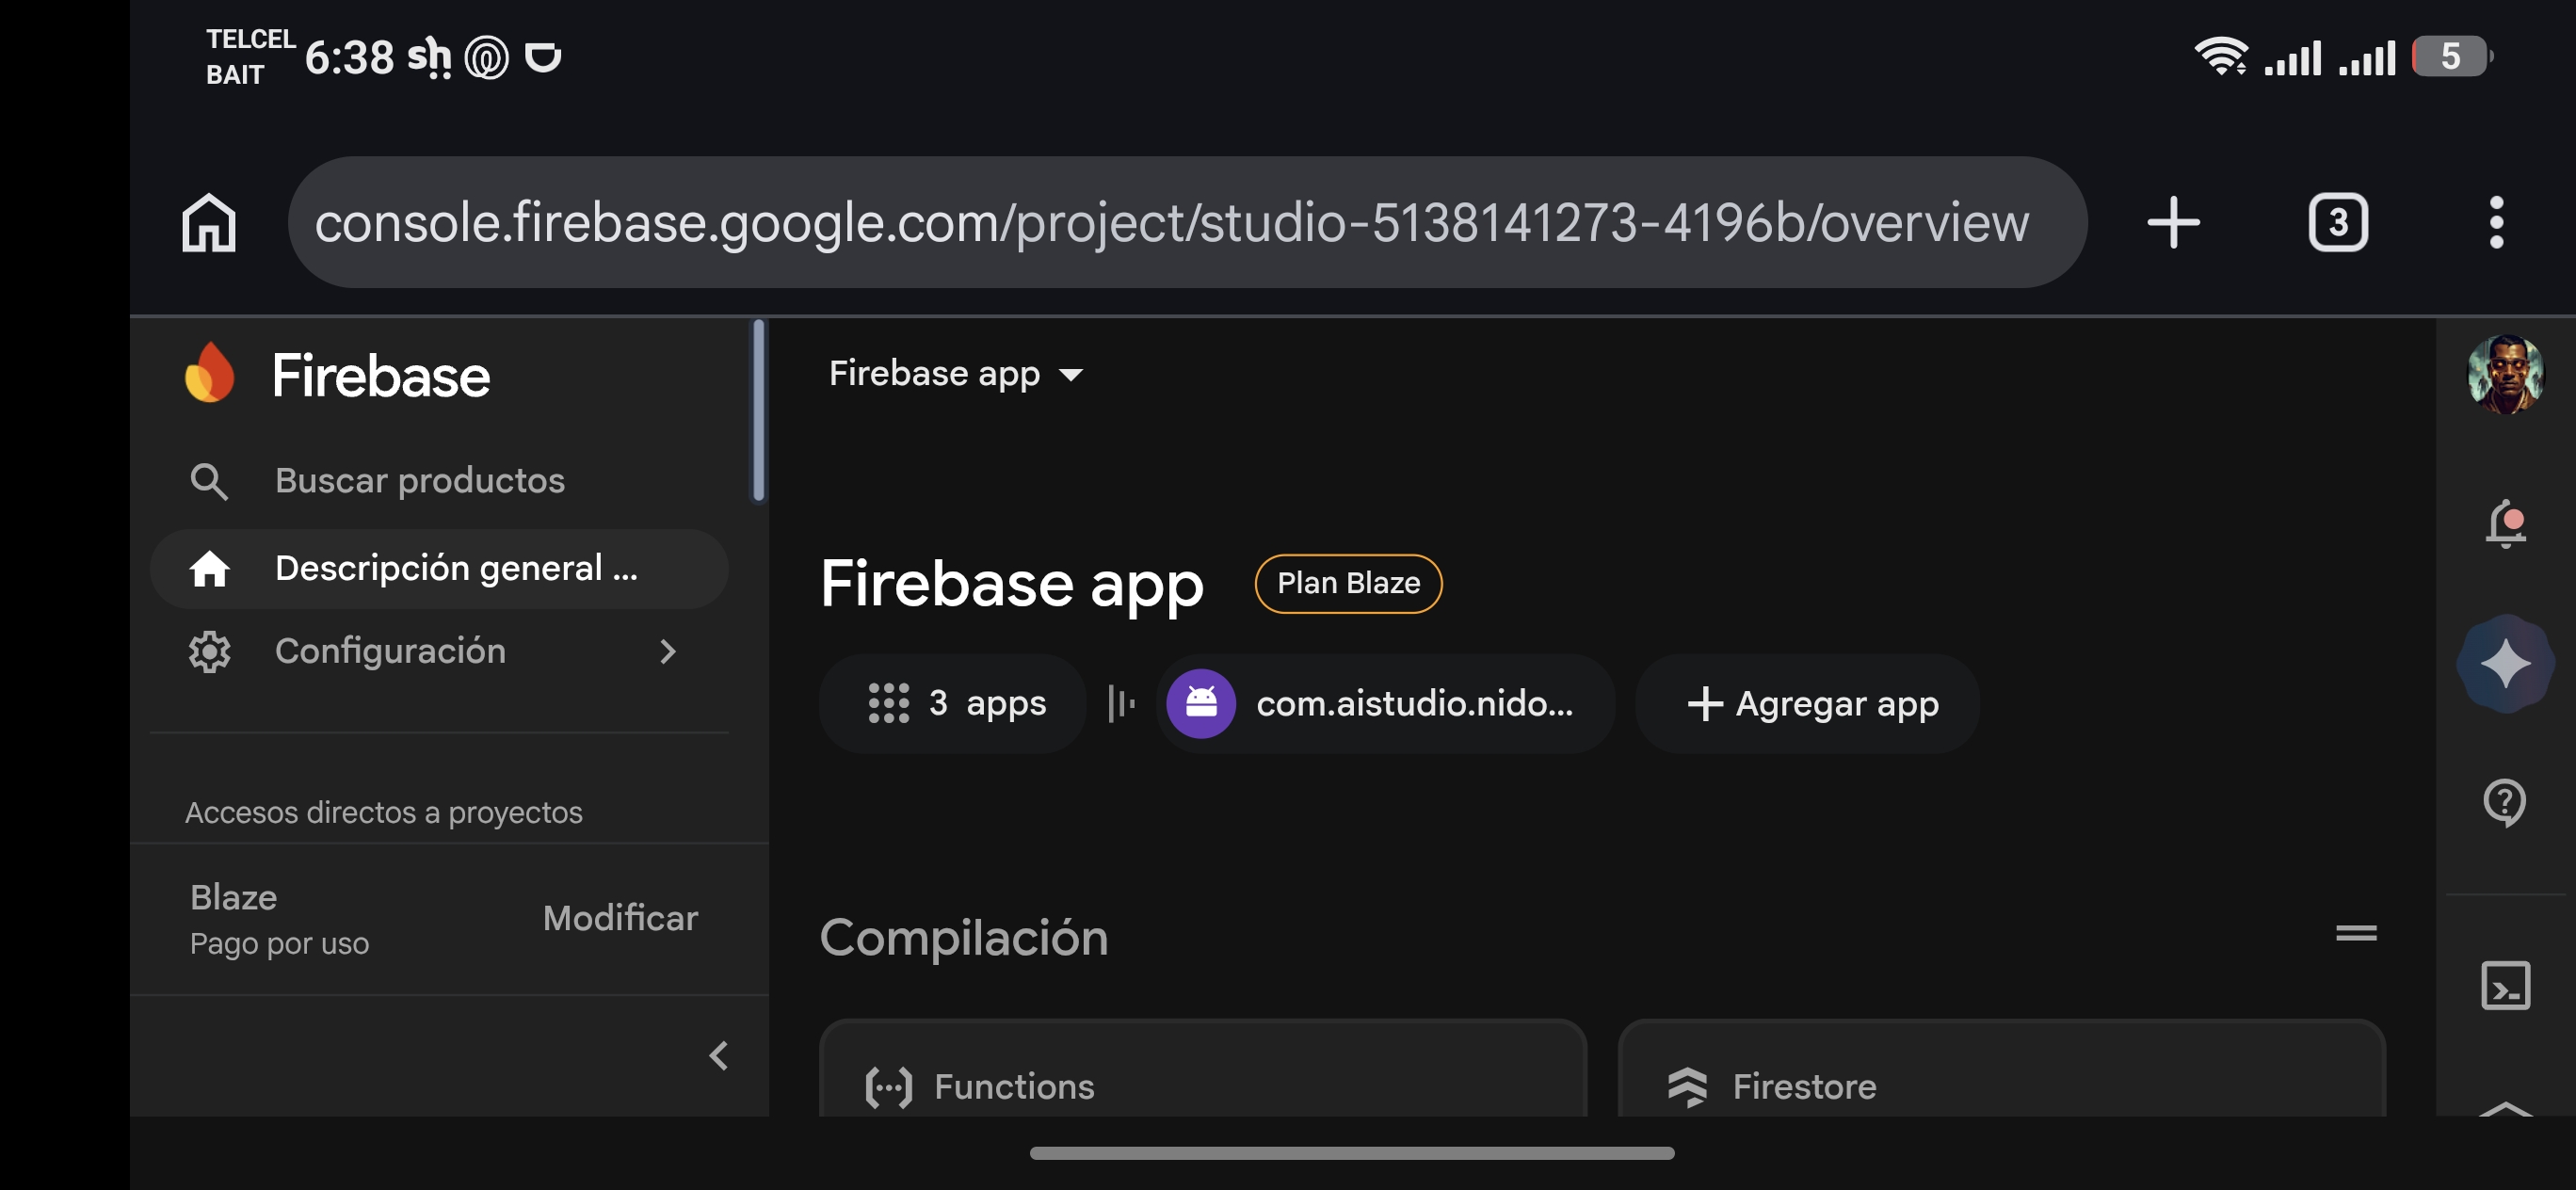 TELCEL
BAIT
6:38
5
console.firebase.google.com/project/studio-5138141273-4196b/overview
3
Firebase
Firebase app
Buscar productos
Descripción general ...
Configuración
Firebase app
Plan Blaze
3 apps
com.aistudio.nido...
Agregar app
Accesos directos a proyectos
Blaze
Pago por uso
Modificar
Compilación
Functions
Firestore